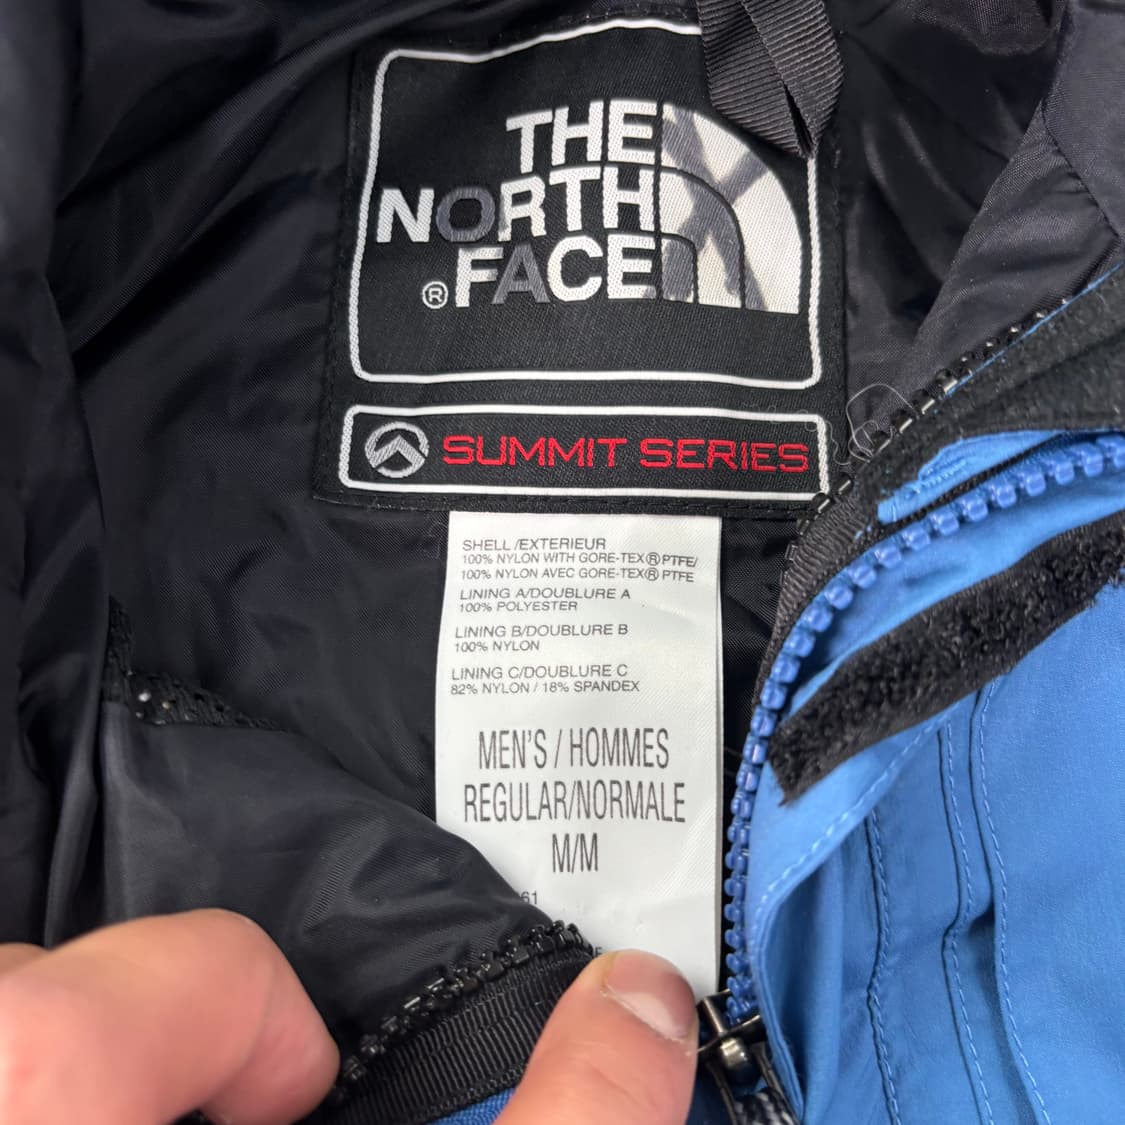 THE
NORTH
FACE
®
SUMMIT SERIES
SHELL /EXTERIEUR
100% NYLON WITH GORE-TEX®PTFE/
100% NYLON AVEC GORE-TEX® PTFE
LINING A/DOUBLURE A
100% POLYESTER
LINING B/DOUBLURE B
100% NYLON
LINING C/DOUBLURE C
82% NYLON / 18% SPANDEX
MEN'S / HOMMES
REGULAR/NORMALE
M/M